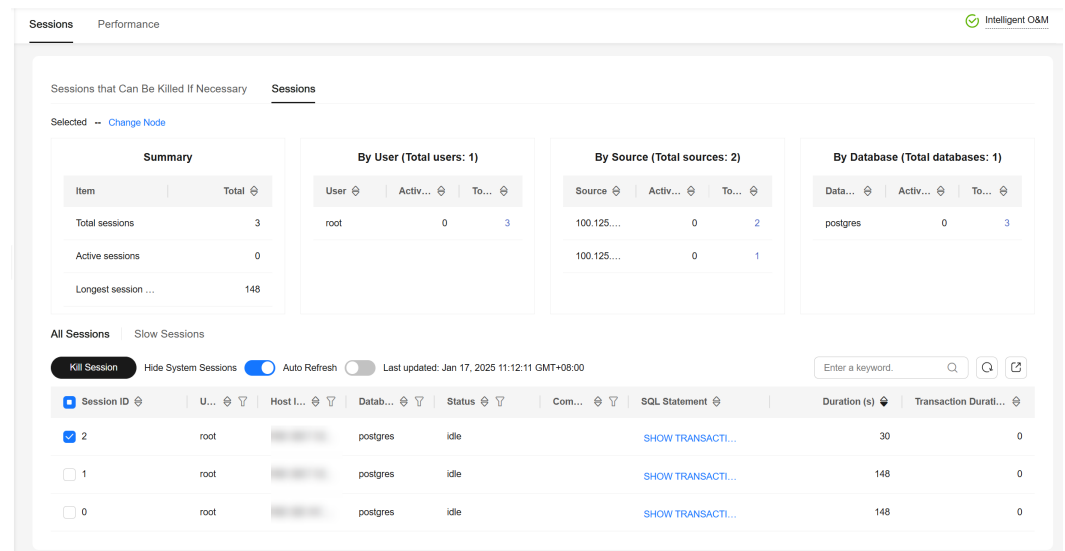 Sessions Performance Intelligent O&M
Sessions that Can Be Killed If Necessary Sessions
Selected -- Change Node
Summary By User (Total users: 1) By Source (Total sources: 2) By Database (Total databases: 1)
Item Total User Activ... To... Source Activ... To... Data... Activ... To...
Total sessions 3 root 0 3 100.125.... 0 2 postgres 0 3
Active sessions 0 100.125.... 0 1
Longest session ... 148
All Sessions Slow Sessions
Kill Session Hide System Sessions Auto Refresh Last updated: Jan 17, 2025 11:12:11 GMT+08:00 Enter a keyword.
Session ID U... Host I... Datab... Status Com... SQL Statement Duration (s) Transaction Durati...
2 root postgres idle SHOW TRANSACTI... 30 0
1 root postgres idle SHOW TRANSACTI... 148 0
0 root postgres idle SHOW TRANSACTI... 148 0